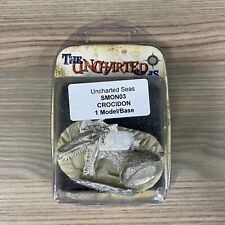 THE UNCHARTED
SEAS
Uncharted Seas
SMON03
CROCIDON
1 Model/Base